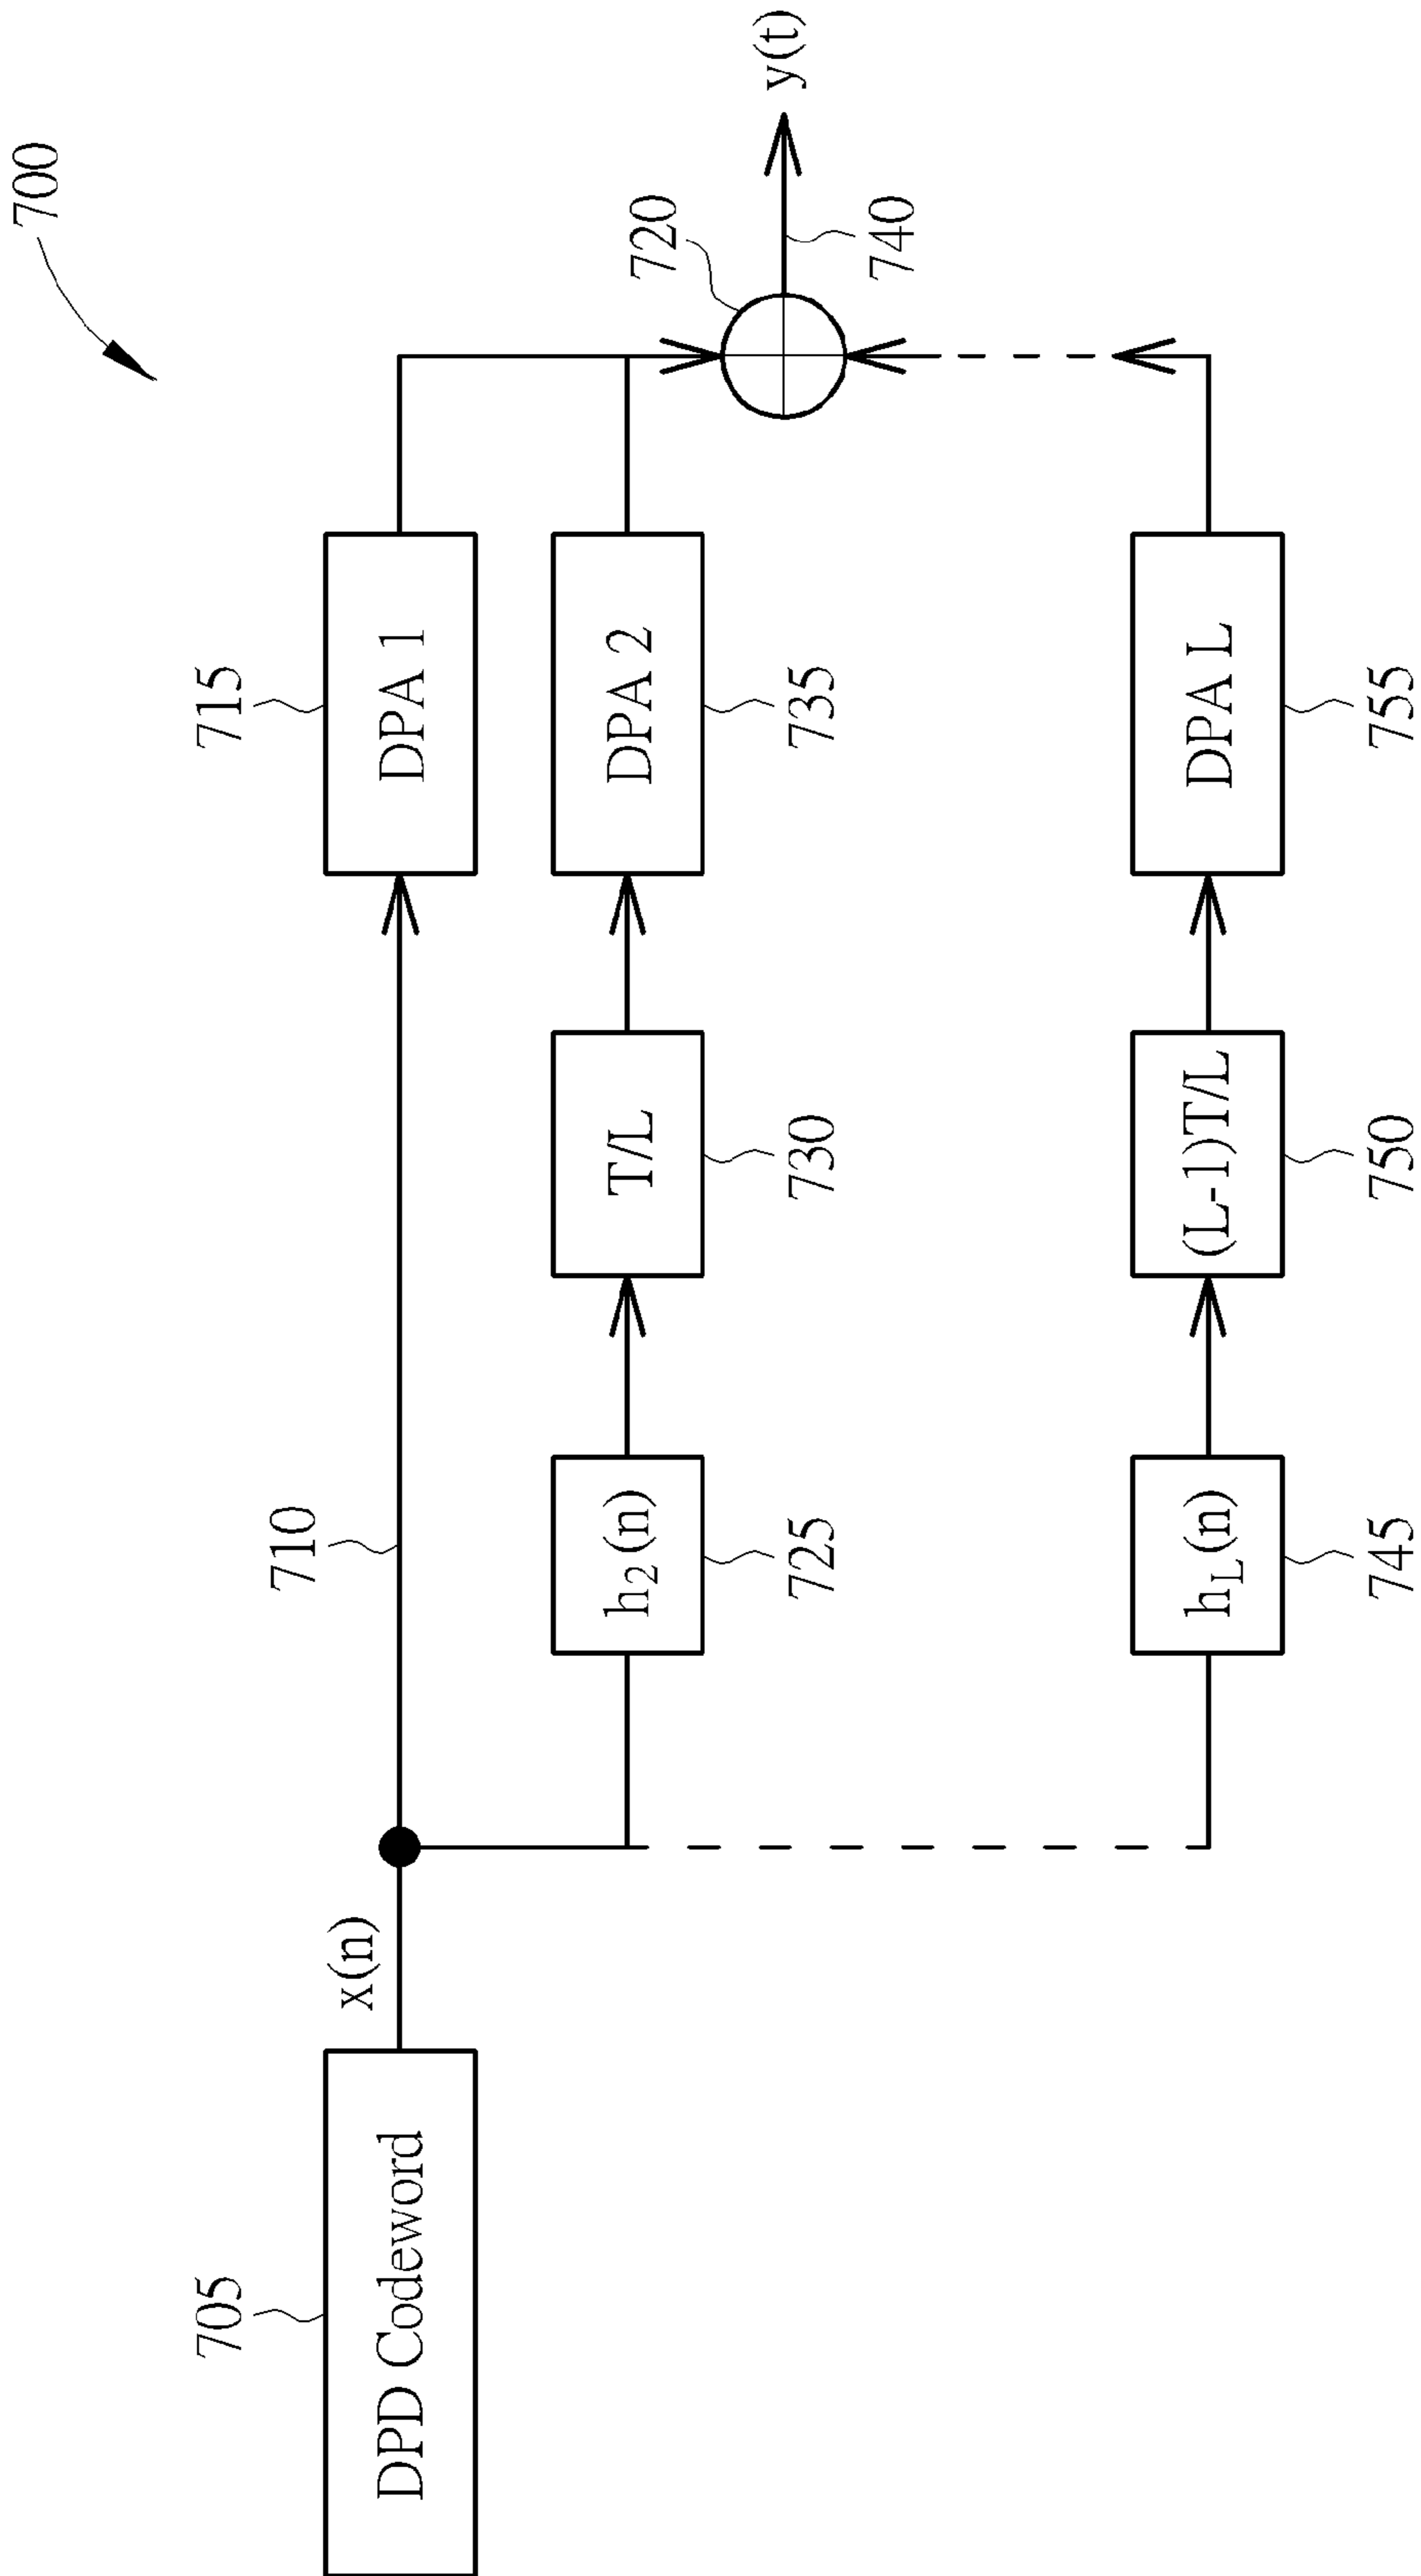 700
705
DPD Codeword
x(n)
710
715
DPA 1
h2(n)
725
T/L
730
DPA 2
735
720
740
y(t)
hL(n)
745
(L-1)T/L
750
DPA L
755